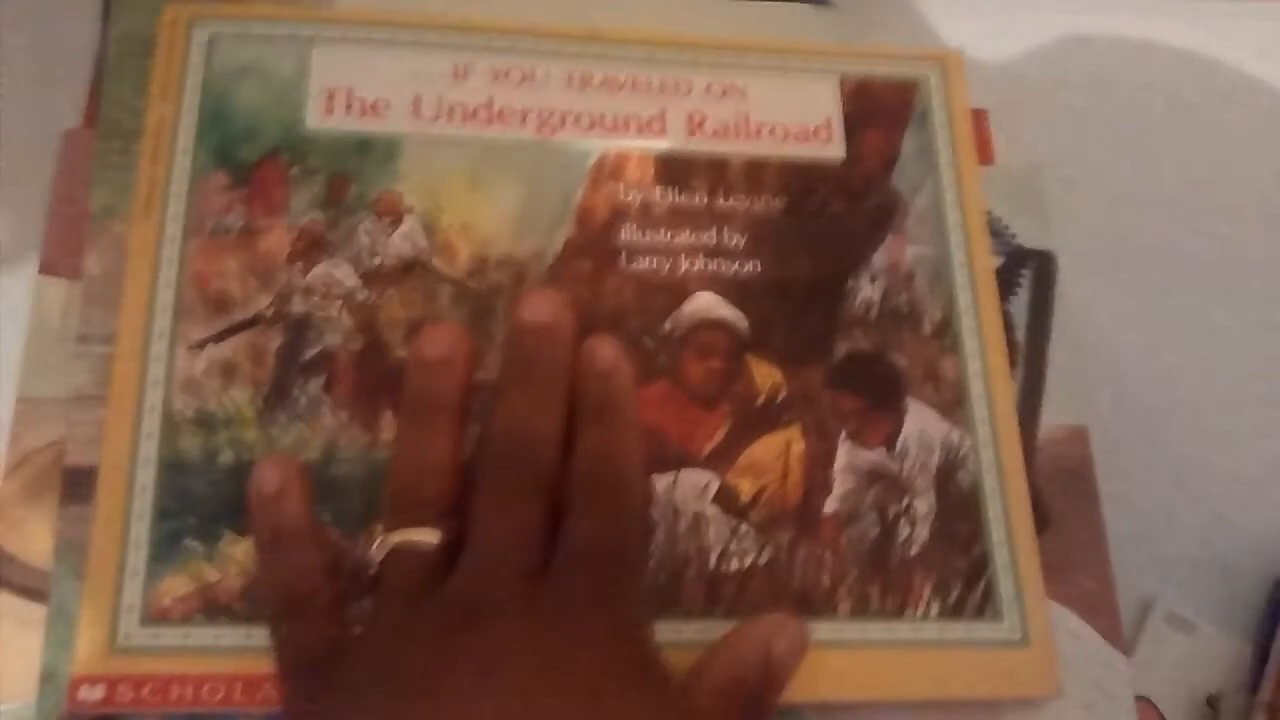 ... IF YOU TRAVELED ON
The Underground Railroad
by Ellen Levine
illustrated by
Larry Johnson
SCHOLA